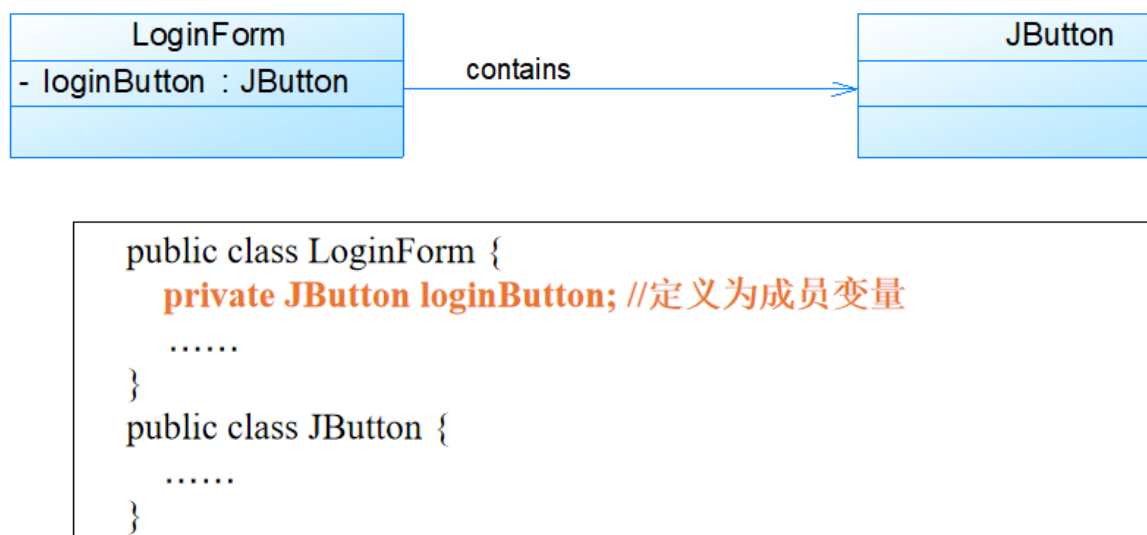 LoginForm
- loginButton : JButton
contains
JButton
public class LoginForm {
private JButton loginButton; //定义为成员变量
……
}
public class JButton {
……
}